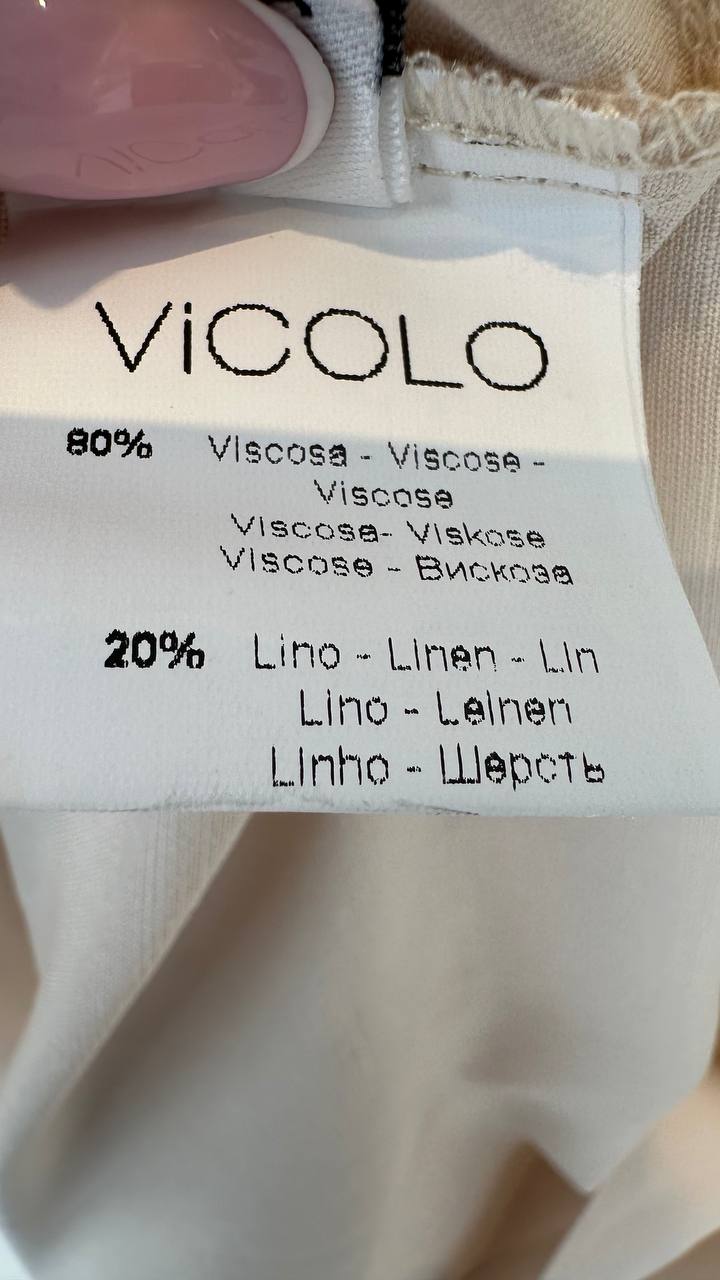 ViCOLO
80% Viscosa - Viscose -
Viscose
Viscosa- Viskose
Viscose - Вискоза
20% Lino - Linen - Lin
Lino - Leinen
Linho - Шерсть